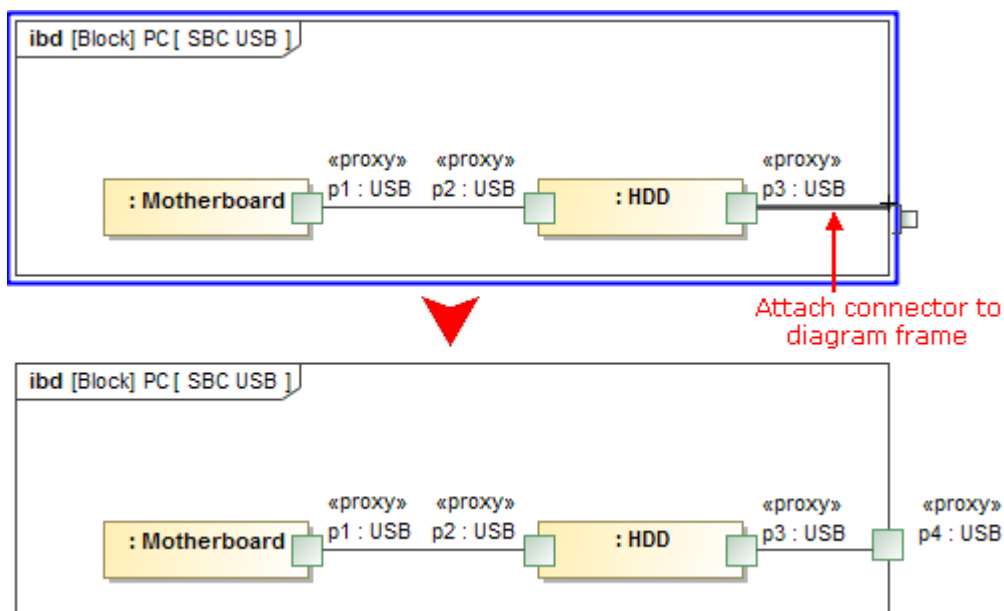 ibd [Block] PC [ SBC USB ]
«proxy» «proxy» «proxy»
p1 : USB p2 : USB p3 : USB
: Motherboard : HDD
Attach connector to
diagram frame
ibd [Block] PC [ SBC USB ]
«proxy» «proxy» «proxy» «proxy»
p1 : USB p2 : USB p3 : USB p4 : USB
: Motherboard : HDD